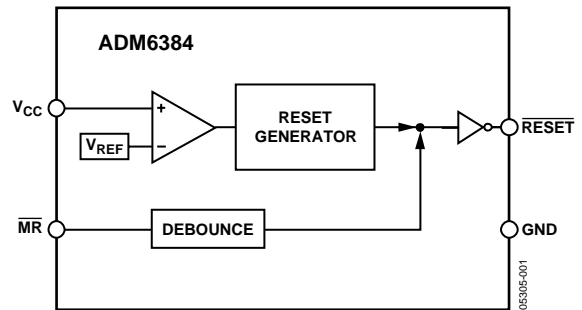 ADM6384
VCC
+
–
VREF
RESET
GENERATOR
RESET
MR
DEBOUNCE
GND
05305-001